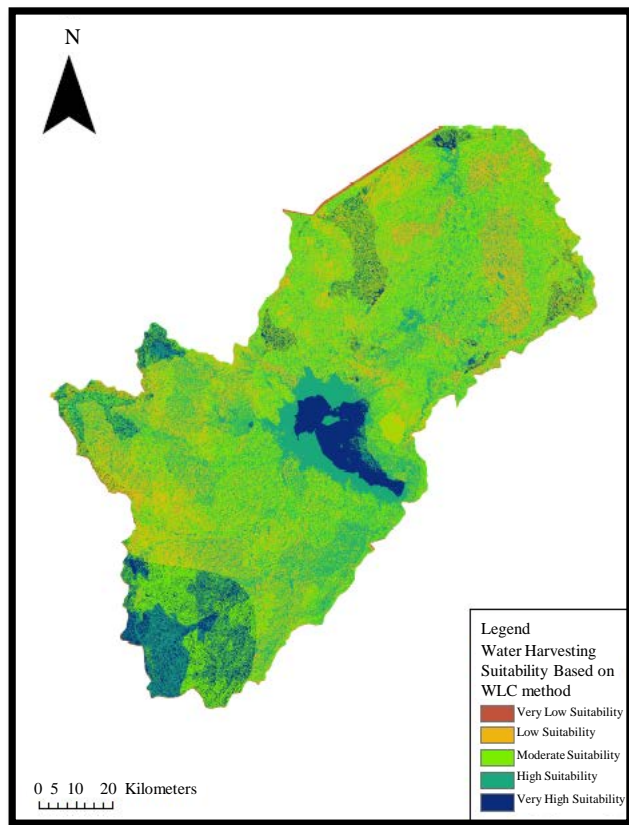 N
Legend
Water Harvesting
Suitability Based on
WLC method
Very Low Suitability
Low Suitability
Moderate Suitability
High Suitability
Very High Suitability
0 5 10 20 Kilometers